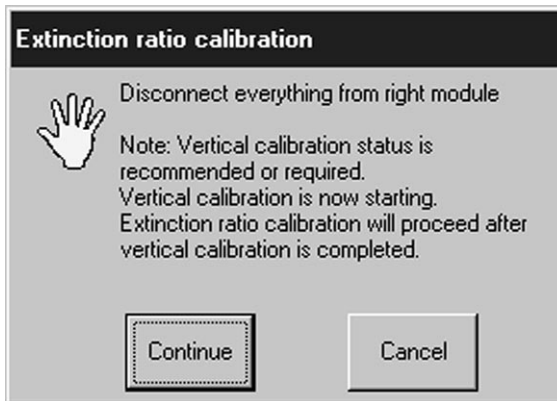 Extinction ratio calibration
Disconnect everything from right module
Note: Vertical calibration status is
recommended or required.
Vertical calibration is now starting.
Extinction ratio calibration will proceed after
vertical calibration is completed.
Continue
Cancel